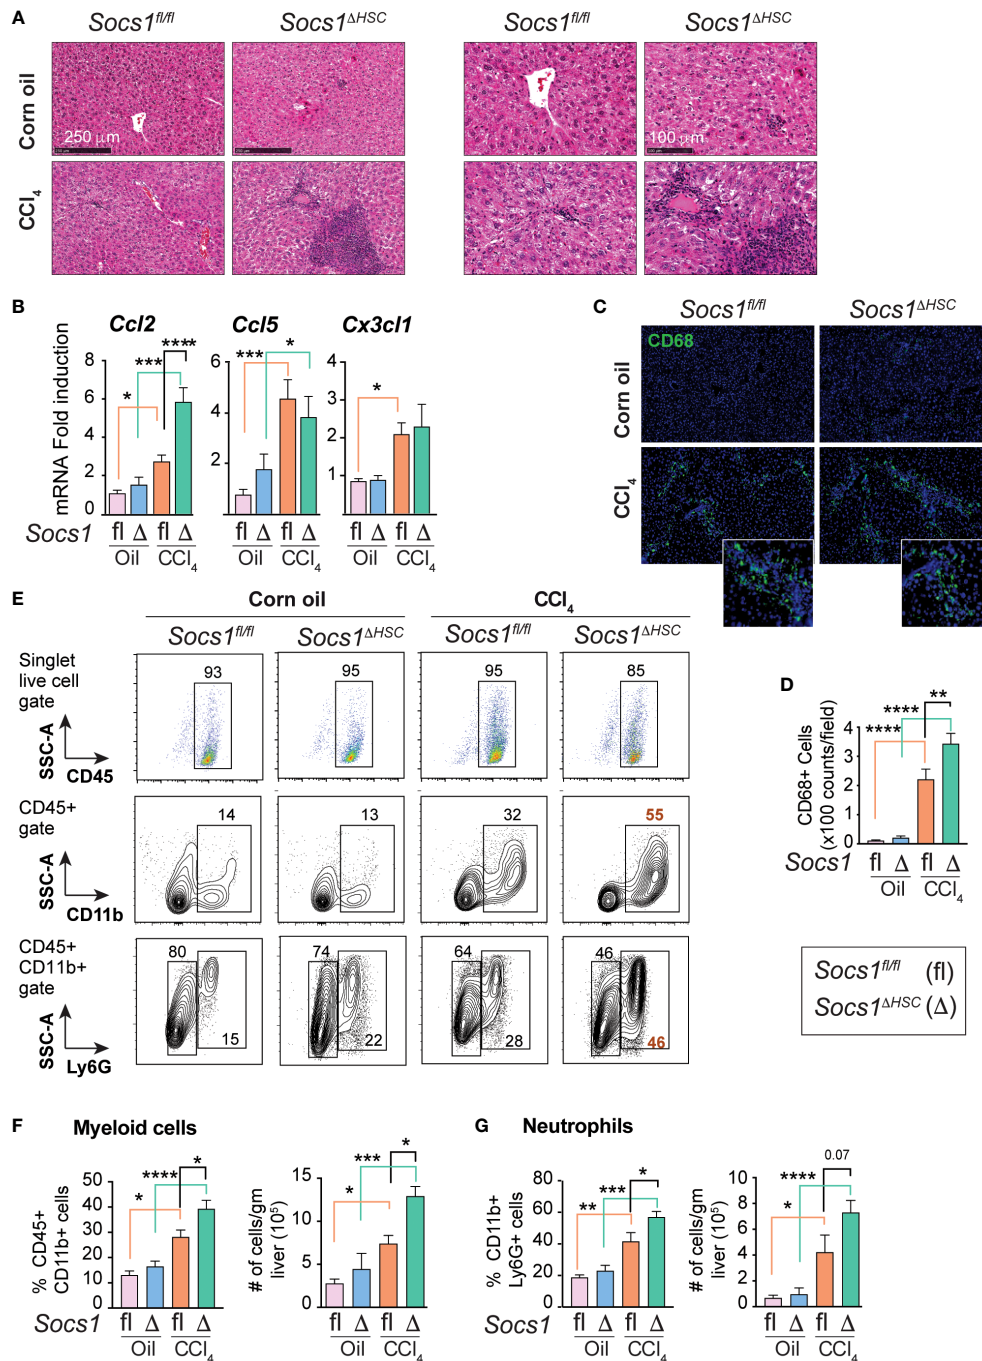 A
Socs1fl/fl Socs1ΔHSC Socs1fl/fl Socs1ΔHSC
Corn oil
250 μm
100 μm
CCl4
B
Ccl2 Ccl5 Cx3cl1
mRNA Fold induction
8 6 4
6 4 3
4 2 2
2 1
0 0 0
* *** ****
*** *
*
Socs1 fl Δ fl Δ fl Δ fl Δ fl Δ fl Δ
Oil CCl4 Oil CCl4 Oil CCl4
C
Socs1fl/fl Socs1ΔHSC
CD68
Corn oil
CCl4
D
CD68+ Cells
(x100 counts/field)
4
3
2
1
0
**** **** **
Socs1 fl Δ fl Δ
Oil CCl4
Socs1fl/fl (fl)
Socs1ΔHSC (Δ)
E
Corn oil CCl4
Socs1fl/fl Socs1ΔHSC Socs1fl/fl Socs1ΔHSC
Singlet
live cell
gate
93 95 95 85
SSC-A
CD45
CD45+
gate
14 13 32 55
SSC-A
CD11b
CD45+
CD11b+
gate
80 74 64 46
15 22 28 46
SSC-A
Ly6G
F Myeloid cells
% CD45+
CD11b+ cells
50
40
30
20
10
0
* **** *
# of cells/gm
liver (10^5)
15
10
5
0
* *** *
Socs1 fl Δ fl Δ fl Δ fl Δ
Oil CCl4 Oil CCl4
G Neutrophils
% CD11b+
Ly6G+ cells
80
60
40
20
0
** *** *
# of cells/gm
liver (10^5)
10
8
6
4
2
0
* **** 0.07
Socs1 fl Δ fl Δ fl Δ fl Δ
Oil CCl4 Oil CCl4